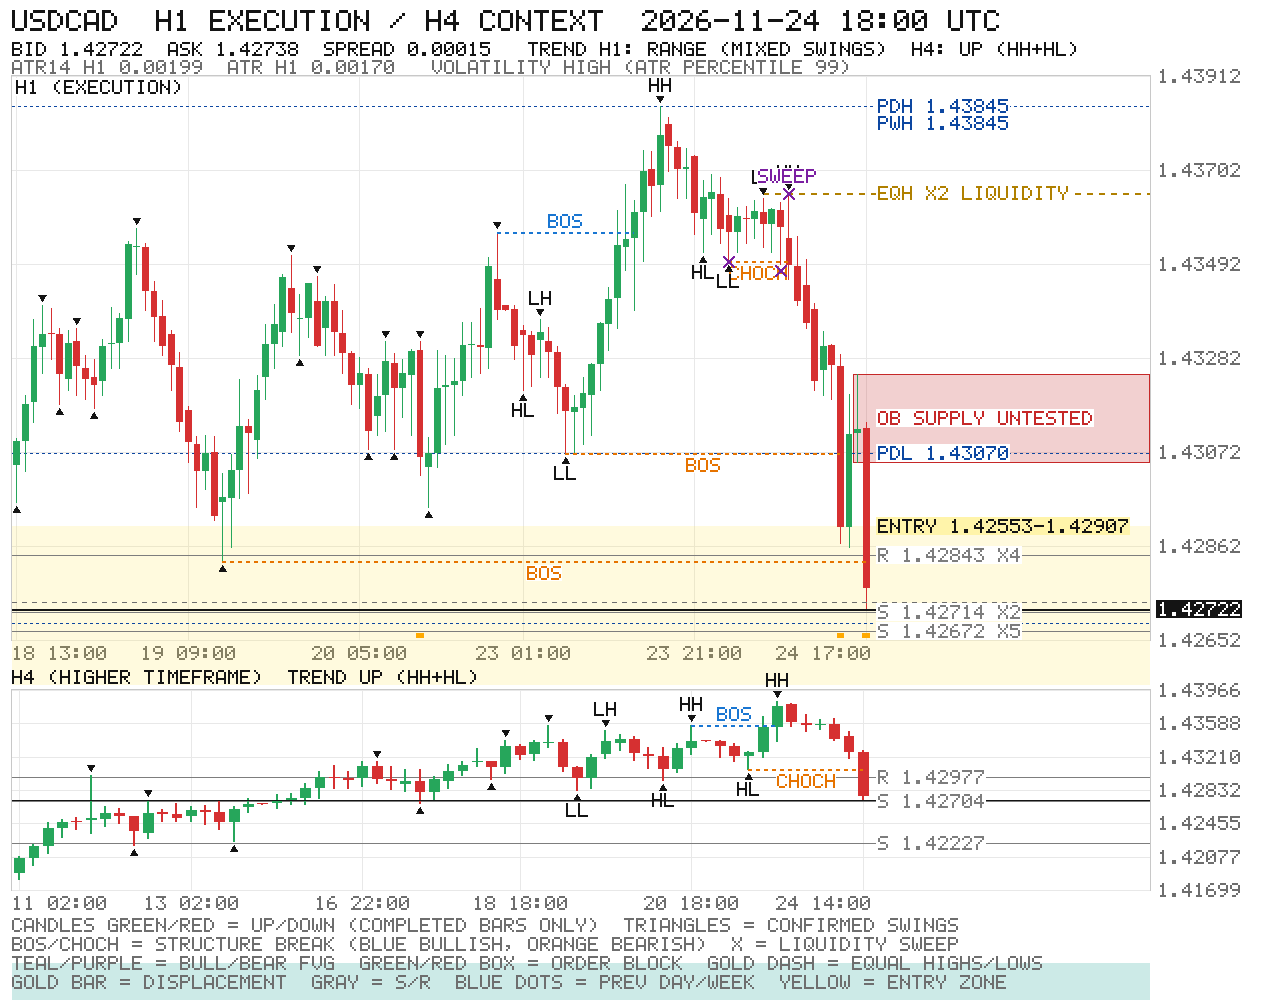 USDCAD  H1 EXECUTION / H4 CONTEXT  2026-11-24 18:00 UTC
BID 1.42722  ASK 1.42738  SPREAD 0.00015   TREND H1: RANGE (MIXED SWINGS)  H4: UP (HH+HL)
ATR14 H1 0.00199  ATR H1 0.00170   VOLATILITY HIGH (ATR PERCENTILE 99)
1.43912
H1 (EXECUTION)
HH
PDH 1.43845
PWH 1.43845
1.43702
SWEEP
EQH X2 LIQUIDITY
BOS
1.43492
HL
LL
CHOCH
LH
1.43282
HL
OB SUPPLY UNTESTED
PDL 1.43070
1.43072
BOS
LL
ENTRY 1.42553-1.42907
1.42862
R 1.42843 X4
BOS
S 1.42714 X2
1.42722
S 1.42672 X5
1.42652
18 13:00
19 09:00
20 05:00
23 01:00
23 21:00
24 17:00
H4 (HIGHER TIMEFRAME)  TREND UP (HH+HL)
HH
1.43966
LH
HH
BOS
1.43588
1.43210
R 1.42977
CHOCH
HL
HL
LL
1.42832
S 1.42704
1.42455
S 1.42227
1.42077
1.41699
11 02:00
13 02:00
16 22:00
18 18:00
20 18:00
24 14:00
CANDLES GREEN/RED = UP/DOWN (COMPLETED BARS ONLY)  TRIANGLES = CONFIRMED SWINGS
BOS/CHOCH = STRUCTURE BREAK (BLUE BULLISH, ORANGE BEARISH)  X = LIQUIDITY SWEEP
TEAL/PURPLE = BULL/BEAR FVG  GREEN/RED BOX = ORDER BLOCK  GOLD DASH = EQUAL HIGHS/LOWS
GOLD BAR = DISPLACEMENT  GRAY = S/R  BLUE DOTS = PREV DAY/WEEK  YELLOW = ENTRY ZONE